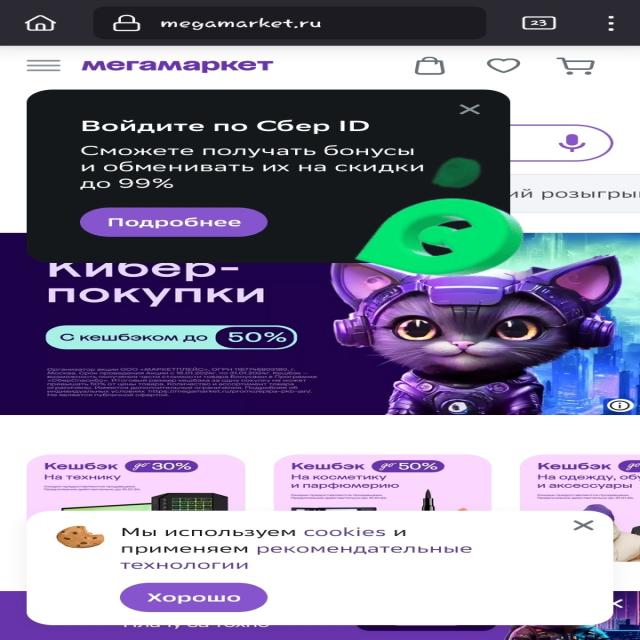 megamarket.ru
23
мегамаркет
Войдите по Сбер ID
Сможете получать бонусы
и обменивать их на скидки
до 99%
Подробнее
ий розыгры
Кибер-
покупки
С кешбэком до 50%
Кешбэк до 30%
На технику
Кешбэк до 50%
На косметику
и парфюмерию
Кешбэк до
На одежду, обу
и аксессуары
Мы используем cookies и
применяем рекомендательные
технологии
Хорошо